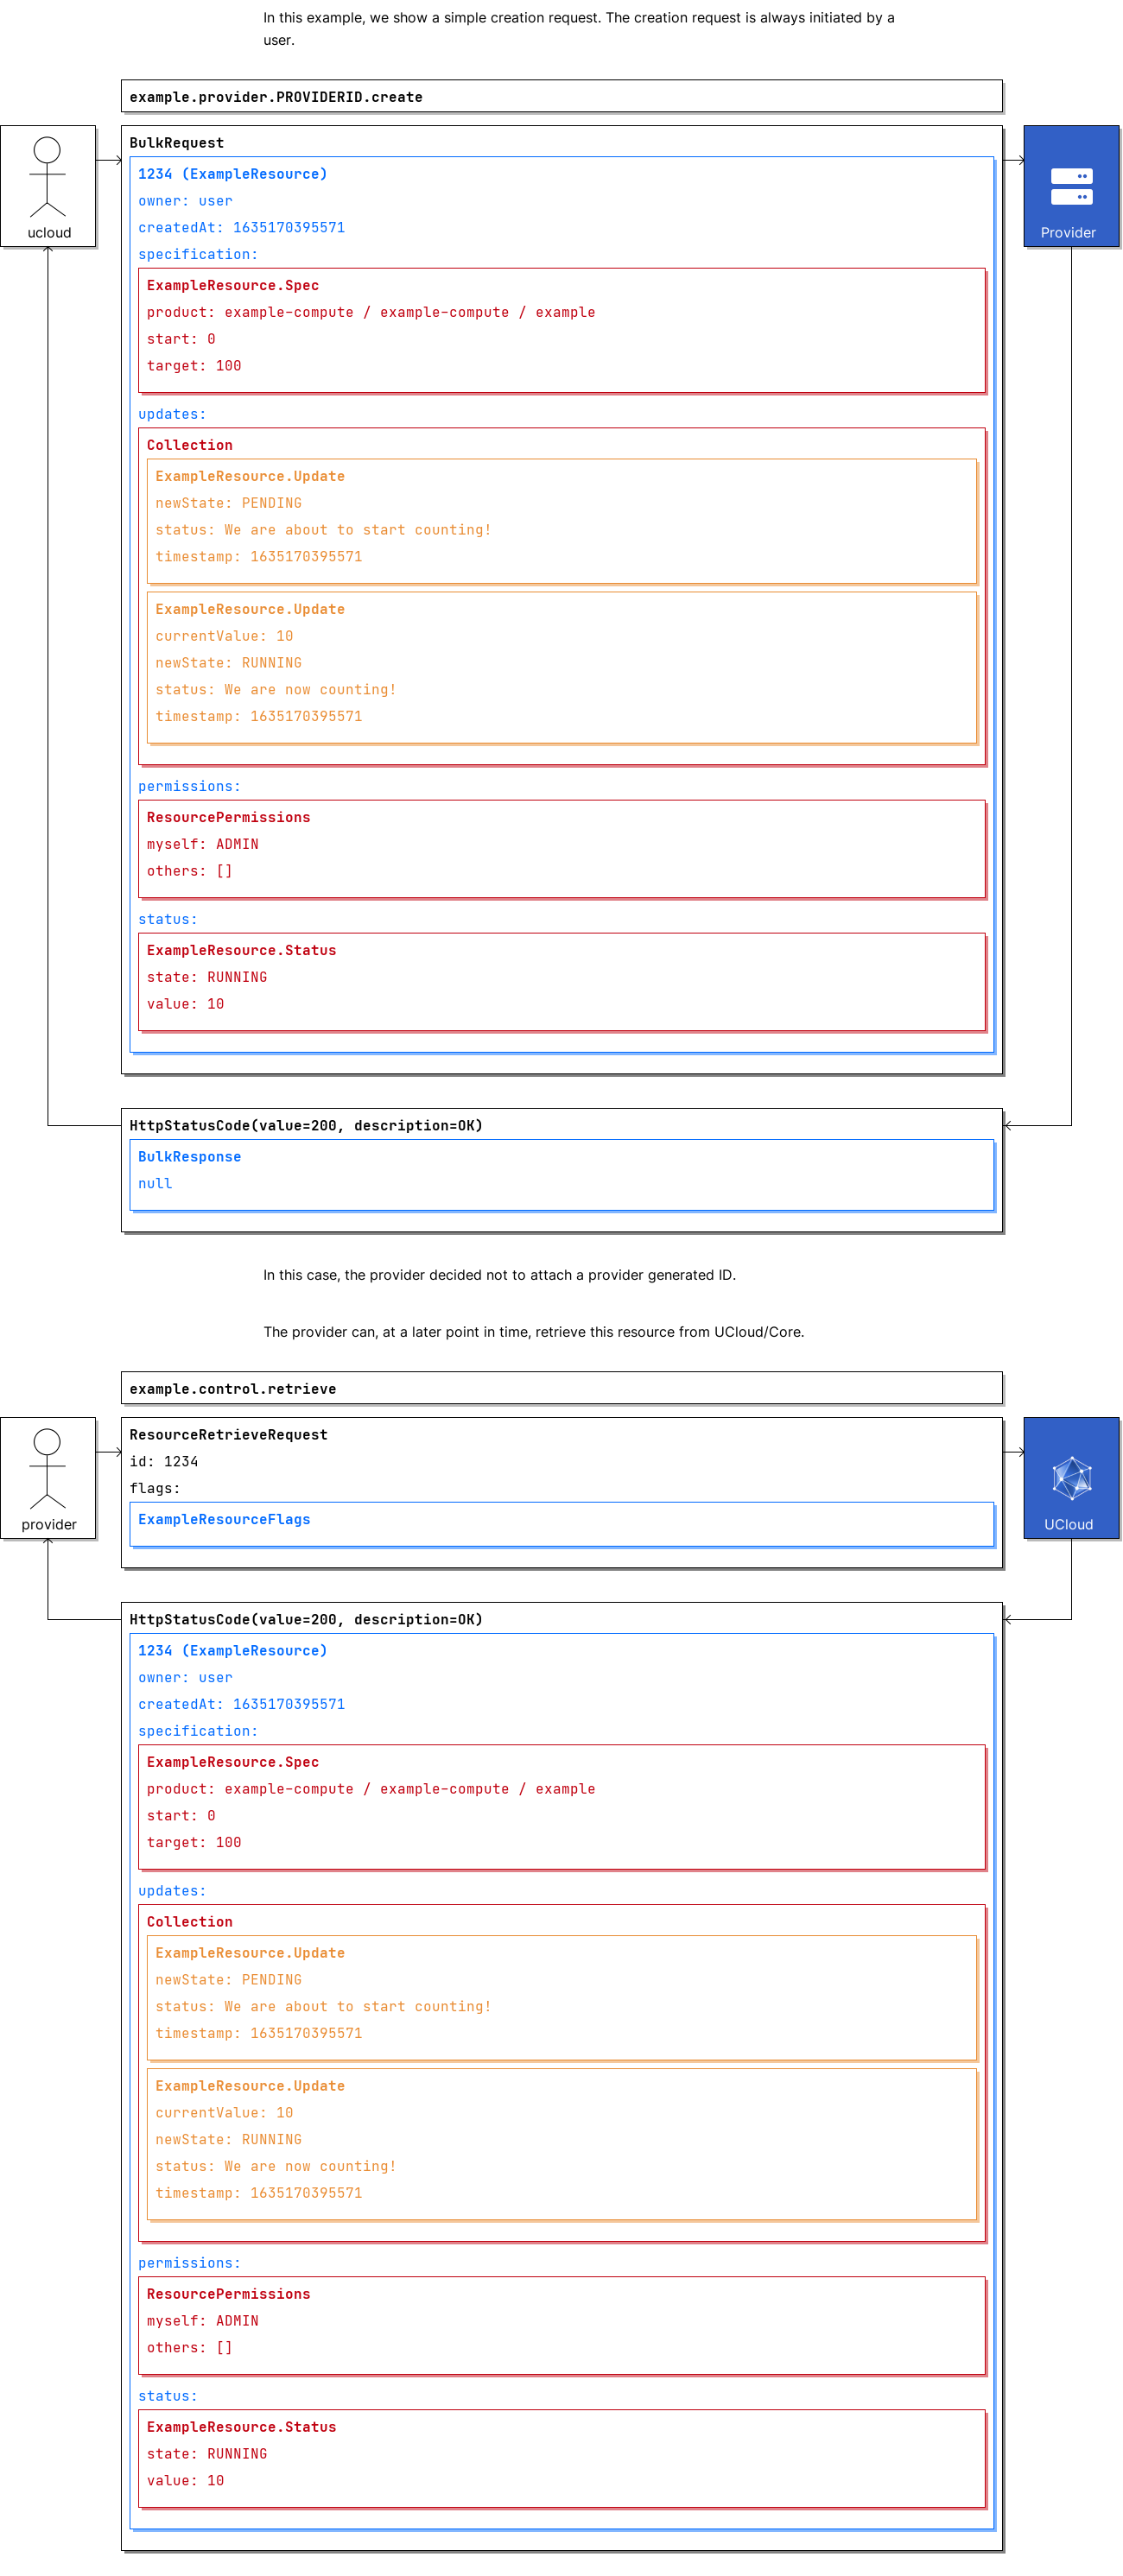 In this example, we show a simple creation request. The creation request is always initiated by a
user.
example.provider.PROVIDERID.create
ucloud
BulkRequest
1234 (ExampleResource)
owner: user
createdAt: 1635170395571
specification:
ExampleResource.Spec
product: example-compute / example-compute / example
start: 0
target: 100
updates:
Collection
ExampleResource.Update
newState: PENDING
status: We are about to start counting!
timestamp: 1635170395571
ExampleResource.Update
currentValue: 10
newState: RUNNING
status: We are now counting!
timestamp: 1635170395571
permissions:
ResourcePermissions
myself: ADMIN
others: []
status:
ExampleResource.Status
state: RUNNING
value: 10
Provider
HttpStatusCode(value=200, description=OK)
BulkResponse
null
In this case, the provider decided not to attach a provider generated ID.
The provider can, at a later point in time, retrieve this resource from UCloud/Core.
example.control.retrieve
provider
ResourceRetrieveRequest
id: 1234
flags:
ExampleResourceFlags
UCloud
HttpStatusCode(value=200, description=OK)
1234 (ExampleResource)
owner: user
createdAt: 1635170395571
specification:
ExampleResource.Spec
product: example-compute / example-compute / example
start: 0
target: 100
updates:
Collection
ExampleResource.Update
newState: PENDING
status: We are about to start counting!
timestamp: 1635170395571
ExampleResource.Update
currentValue: 10
newState: RUNNING
status: We are now counting!
timestamp: 1635170395571
permissions:
ResourcePermissions
myself: ADMIN
others: []
status:
ExampleResource.Status
state: RUNNING
value: 10